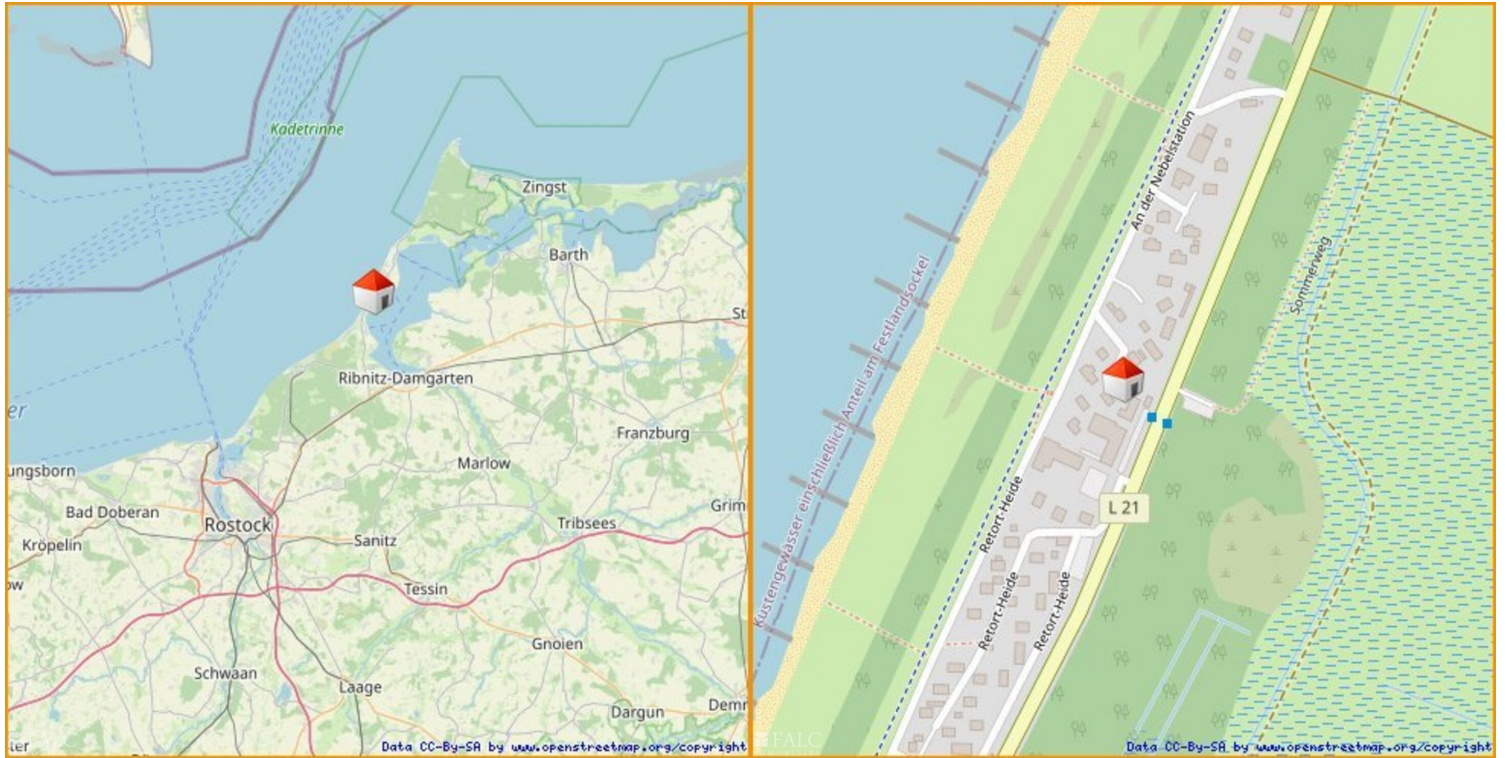 Kadetrinne
Zingst
Barth
St
Ribnitz-Damgarten
er
Franzburg
ungsborn
Marlow
Bad Doberan
Grim
Rostock
Tribsees
Kröpelin
Sanitz
ow
Tessin
Gnoien
Schwaan
Laage
Demm
Dargun
ter
Data CC-By-SA by www.openstreetmap.org/copyright
An der Nebelstation
Sommerweg
Küstengewässer einschließlich Anteil am Festlandsockel
Retort-Heide
L 21
Retort-Heide
Retort-Heide
FALC
Data CC-By-SA by www.openstreetmap.org/copyright